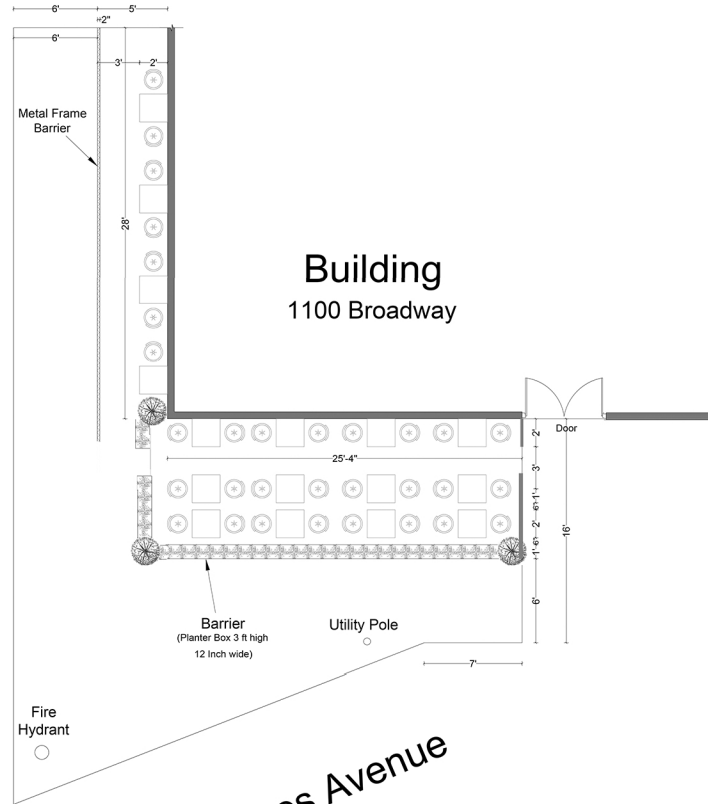 6'
5'
2"
6'
3'
2'
Metal Frame
Barrier
28'
Building
1100 Broadway
Door
2'
25'-4"
3'
1'
6"
2'
6"
1'
16'
6'
Barrier
(Planter Box 3 ft high
12 Inch wide)
Utility Pole
7'
Fire
Hydrant
Avenue